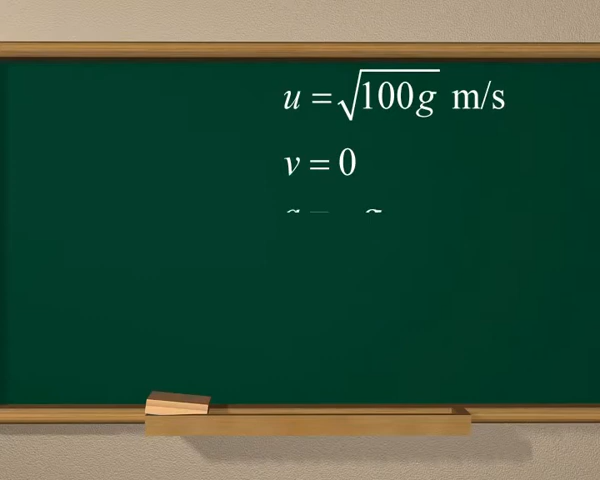 u = √100g m/s
v = 0